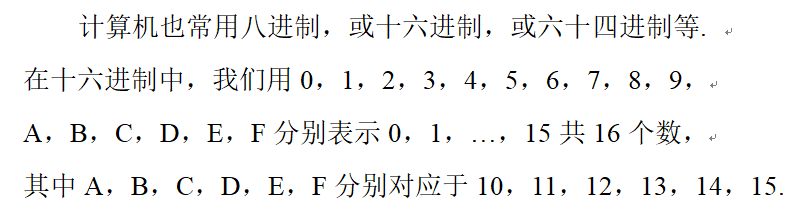 计算机也常用八进制，或十六进制，或六十四进制等.
在十六进制中，我们用 0，1，2，3，4，5，6，7，8，9，
A，B，C，D，E，F 分别表示 0，1，…，15 共 16 个数，
其中 A，B，C，D，E，F 分别对应于 10，11，12，13，14，15.